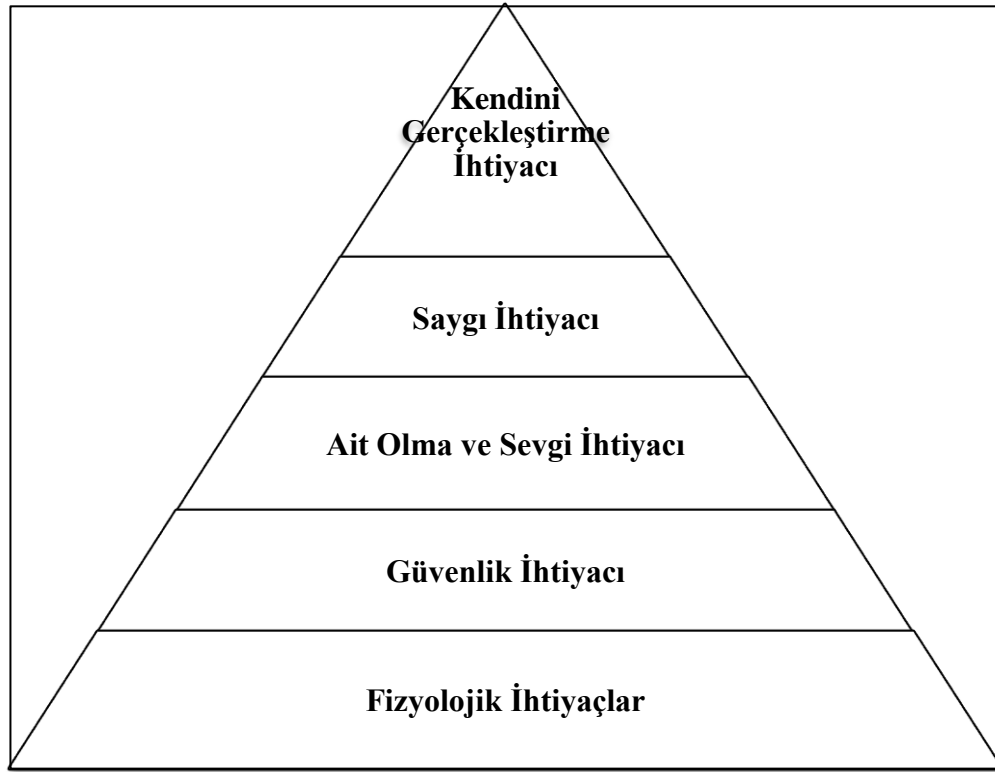 Kendini
Gerçekleştirme
İhtiyacı
Saygı İhtiyacı
Ait Olma ve Sevgi İhtiyacı
Güvenlik İhtiyacı
Fizyolojik İhtiyaçlar